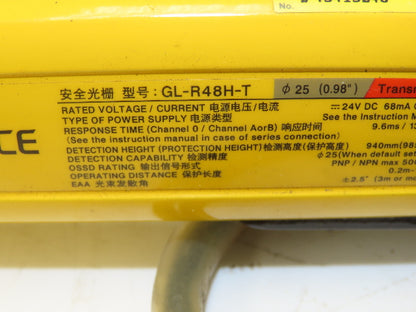 No.
安全光栅 型号: GL-R48H-T
ϕ 25 (0.98")
RATED VOLTAGE / CURRENT 电源电压/电流
24V DC 68mA
TYPE OF POWER SUPPLY 电源类型
See the Instruction
RESPONSE TIME (Channel 0 / Channel AorB) 响应时间
9.6ms /
(See the instruction manual in case of series connection)
DETECTION HEIGHT (PROTECTION HEIGHT) 检测高度(保护高度)
940mm
DETECTION CAPABILITY 检测精度
ϕ25(When default
OSSD RATING 输出信号形式
PNP / NPN max
OPERATING DISTANCE 保护长度
0.2m-
EAA 光束发散角
±2.5° (3m or
CE